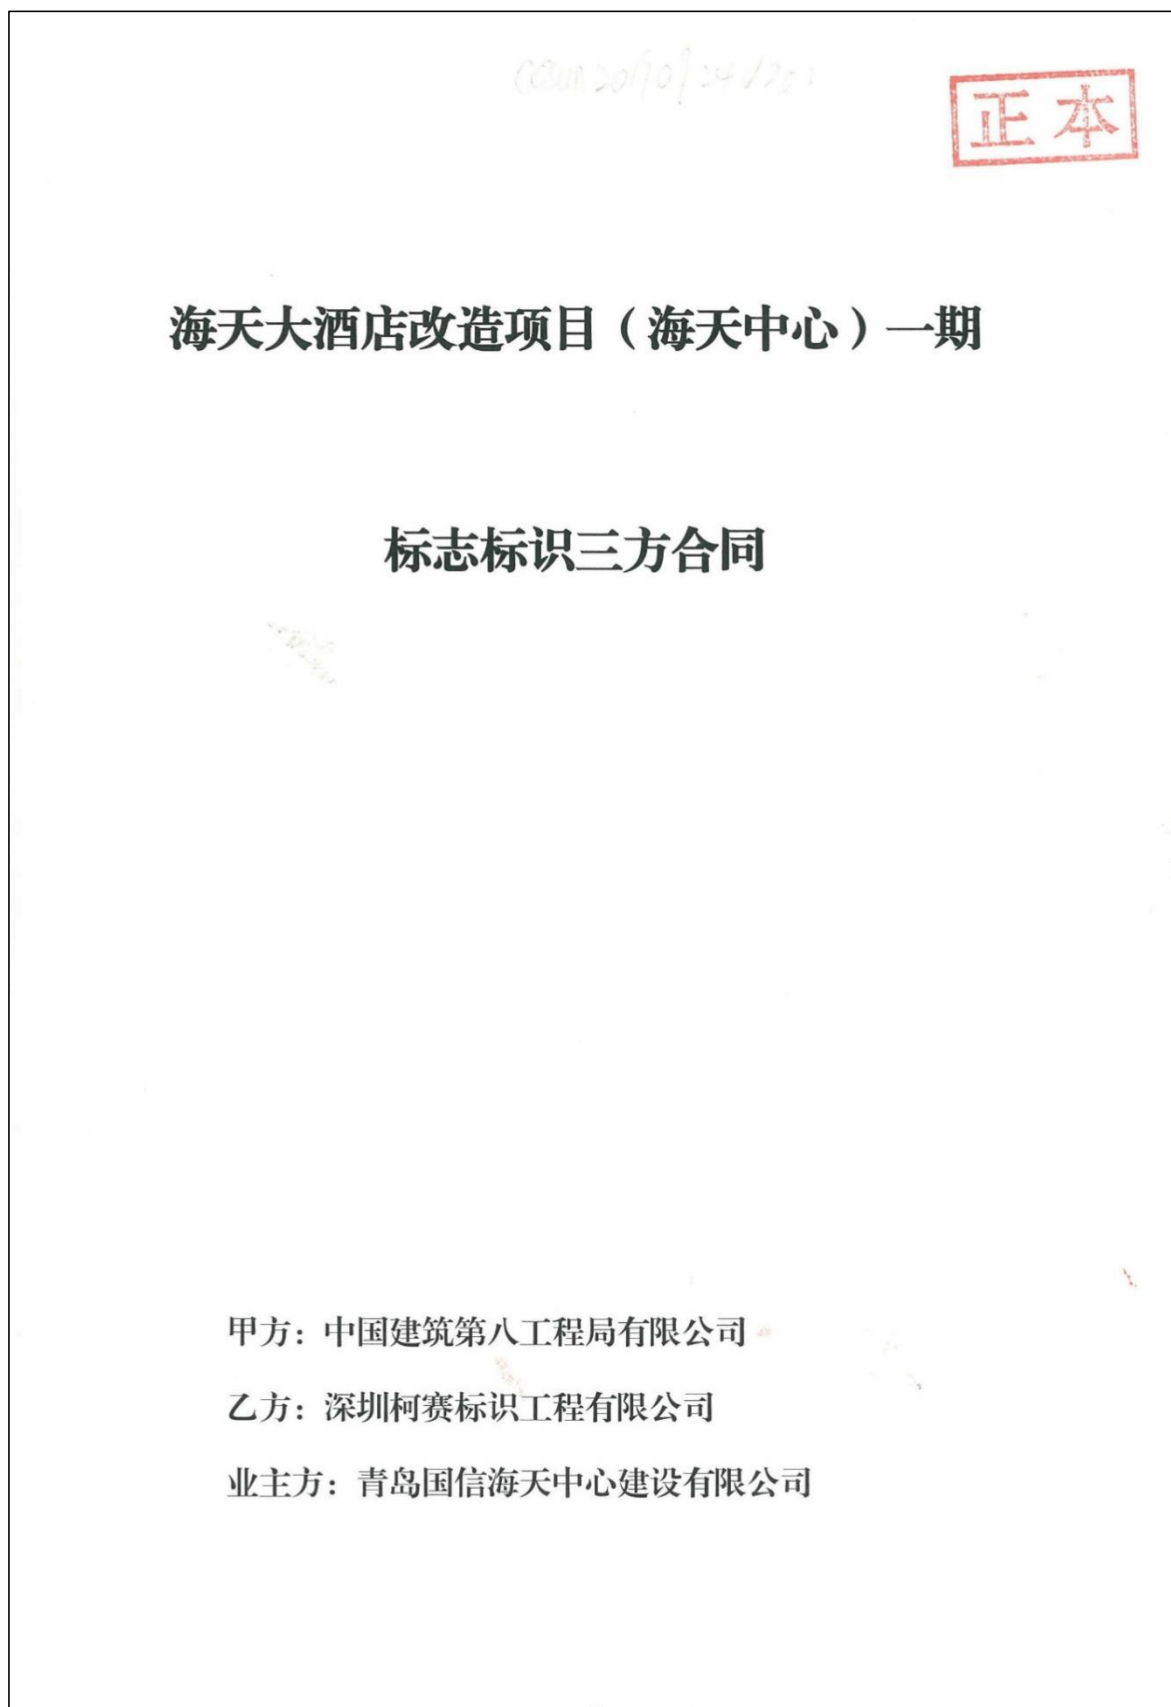 正本
海天大酒店改造项目（海天中心）一期
标志标识三方合同
甲方：中国建筑第八工程局有限公司
乙方：深圳柯赛标识工程有限公司
业主方：青岛国信海天中心建设有限公司